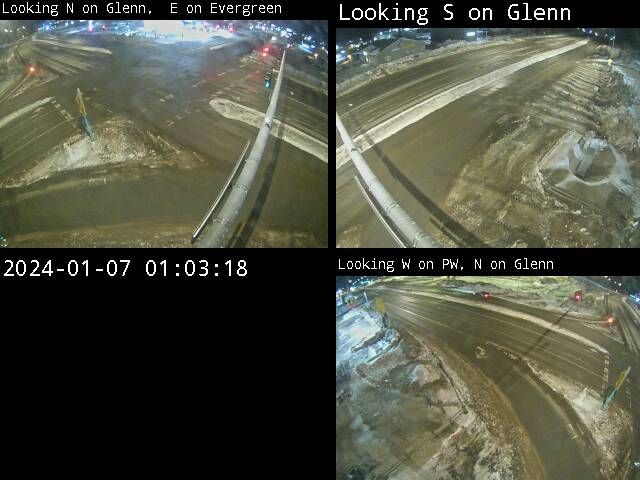 Looking N on Glenn,  E on Evergreen
Looking S on Glenn
2024-01-07 01:03:18
Looking W on PW, N on Glenn